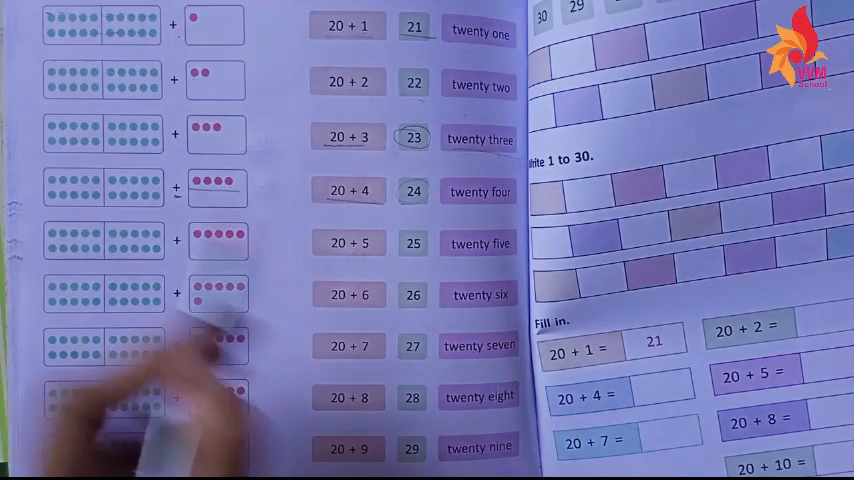 + 20 + 1 21 twenty one
+ 20 + 2 22 twenty two
+ 20 + 3 23 twenty three
+ 20 + 4 24 twenty four
+ 20 + 5 25 twenty five
+ 20 + 6 26 twenty six
20 + 7 27 twenty seven
+ 20 + 8 28 twenty eight
20 + 9 29 twenty nine
30 29
VVM
School
Write 1 to 30.
Fill in.
20 + 1 = 21 20 + 2 =
20 + 4 = 20 + 5 =
20 + 7 = 20 + 8 =
20 + 10 =